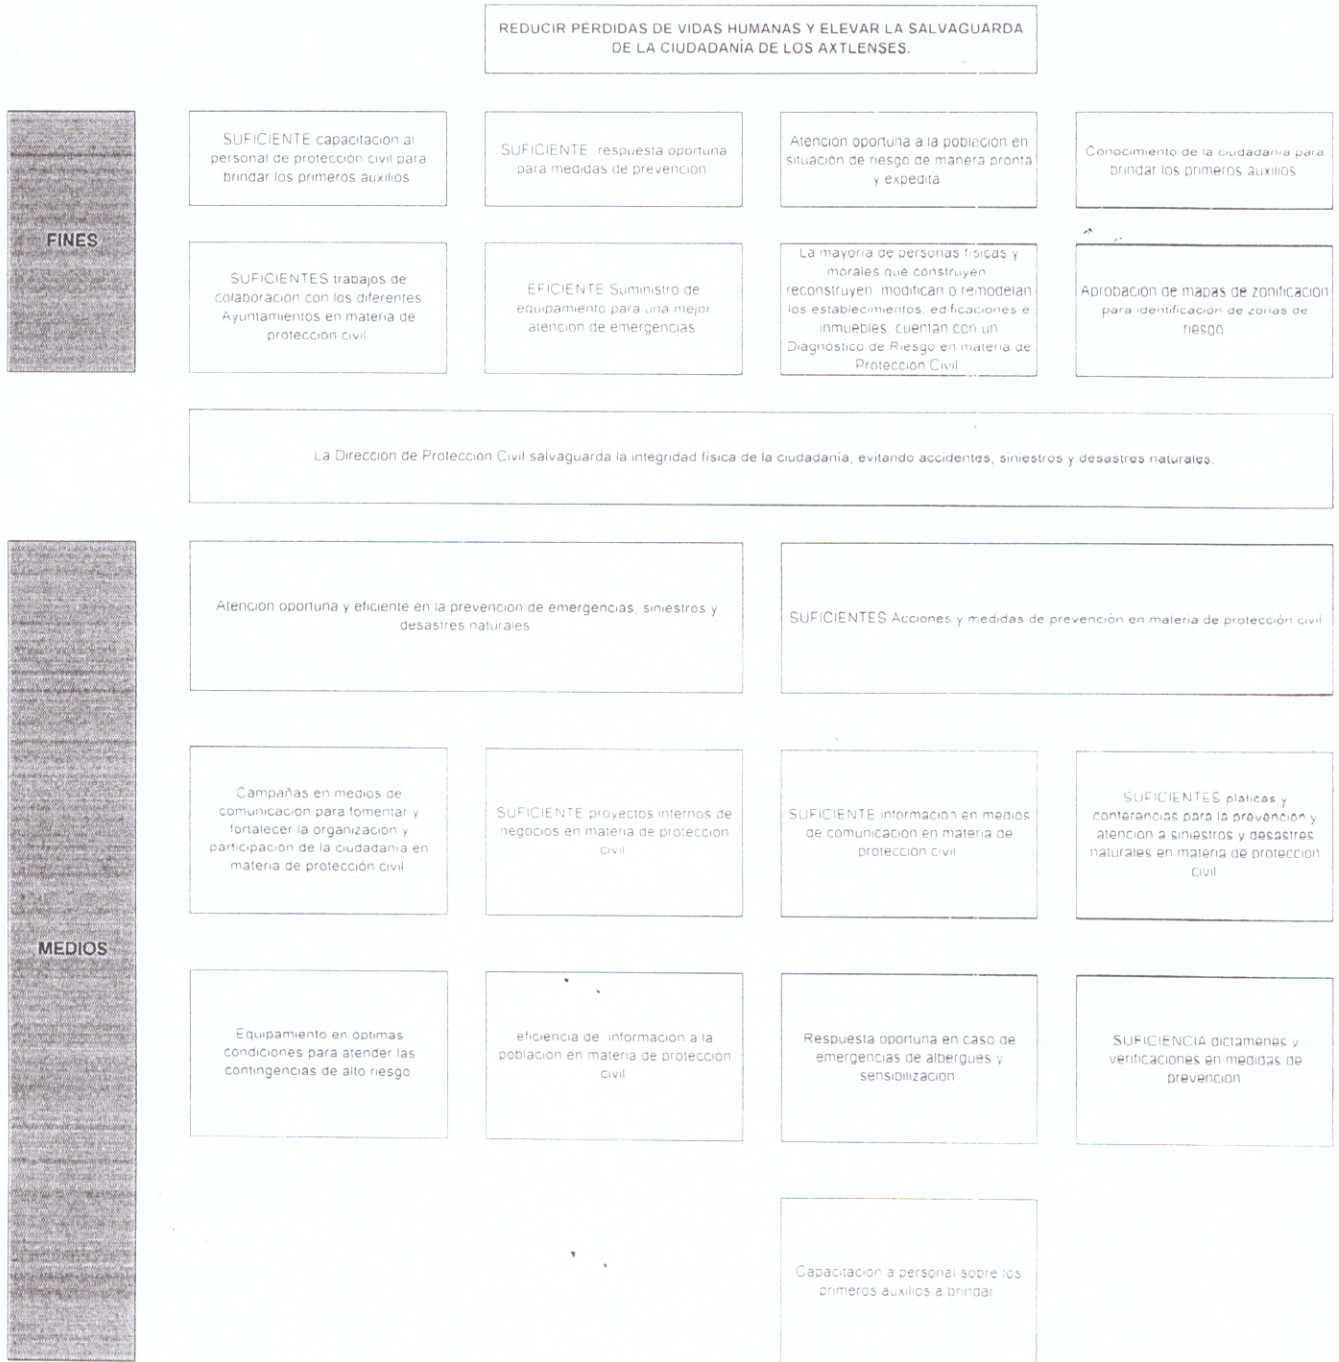 REDUCIR PÉRDIDAS DE VIDAS HUMANAS Y ELEVAR LA SALVAGUARDA
DE LA CIUDADANÍA DE LOS AXTLENSES.
FINES
SUFICIENTE capacitación al
personal de protección civil para
brindar los primeros auxilios
SUFICIENTE respuesta oportuna
para medidas de prevención
Atención oportuna a la población en
situación de riesgo de manera pronta
y expedita
Conocimiento de la ciudadanía para
brindar los primeros auxilios
SUFICIENTES trabajos de
colaboración con los diferentes
Ayuntamientos en materia de
protección civil
EFICIENTE Suministro de
equipamiento para una mejor
atención de emergencias
La mayoría de personas físicas y
morales que construyen
reconstruyen modifican o remodelan
los establecimientos, edificaciones e
inmuebles cuentan con un
Diagnóstico de Riesgo en materia de
Protección Civil
Aprobación de mapas de zonificación
para identificación de zonas de
riesgo
La Dirección de Protección Civil salvaguarda la integridad física de la ciudadanía, evitando accidentes, siniestros y desastres naturales.
MEDIOS
Atención oportuna y eficiente en la prevención de emergencias, siniestros y
desastres naturales
SUFICIENTES Acciones y medidas de prevención en materia de protección civil
Campañas en medios de
comunicación para fomentar y
fortalecer la organización y
participación de la ciudadanía en
materia de protección civil
SUFICIENTE proyectos internos de
negocios en materia de protección
civil
SUFICIENTE información en medios
de comunicación en materia de
protección civil
SUFICIENTES pláticas y
conferencias para la prevención y
atención a siniestros y desastres
naturales en materia de protección
civil
Equipamiento en óptimas
condiciones para atender las
contingencias de alto riesgo
eficiencia de información a la
población en materia de protección
civil
Respuesta oportuna en caso de
emergencias de albergues y
sensibilización
SUFICIENCIA dictámenes y
verificaciones en medidas de
prevención
Capacitación a personal sobre los
primeros auxilios a brindar